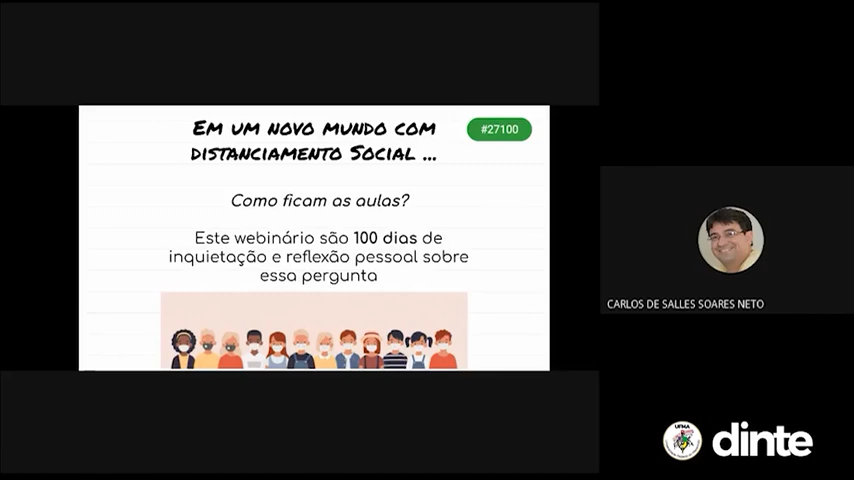 Em um novo mundo com
distanciamento Social ...
#27100
Como ficam as aulas?
Este webinário são 100 dias de
inquietação e reflexão pessoal sobre
essa pergunta
CARLOS DE SALLES SOARES NETO
UFMA
dinte